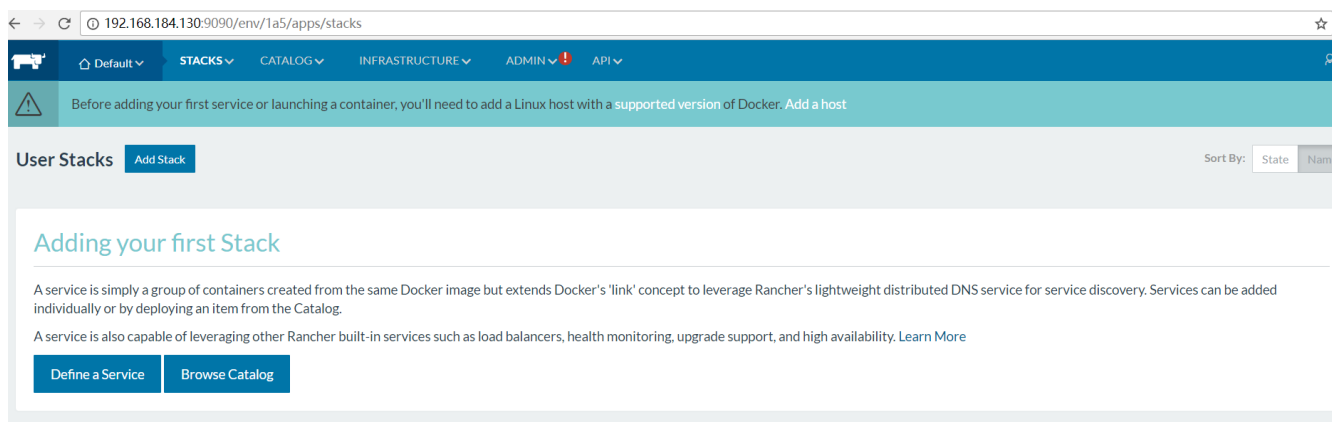 192.168.184.130:9090/env/1a5/apps/stacks
Default STACKS CATALOG INFRASTRUCTURE ADMIN ! API
Before adding your first service or launching a container, you'll need to add a Linux host with a supported version of Docker. Add a host
User Stacks Add Stack Sort By: State Nam
Adding your first Stack
A service is simply a group of containers created from the same Docker image but extends Docker's 'link' concept to leverage Rancher's lightweight distributed DNS service for service discovery. Services can be added
individually or by deploying an item from the Catalog.
A service is also capable of leveraging other Rancher built-in services such as load balancers, health monitoring, upgrade support, and high availability. Learn More
Define a Service Browse Catalog